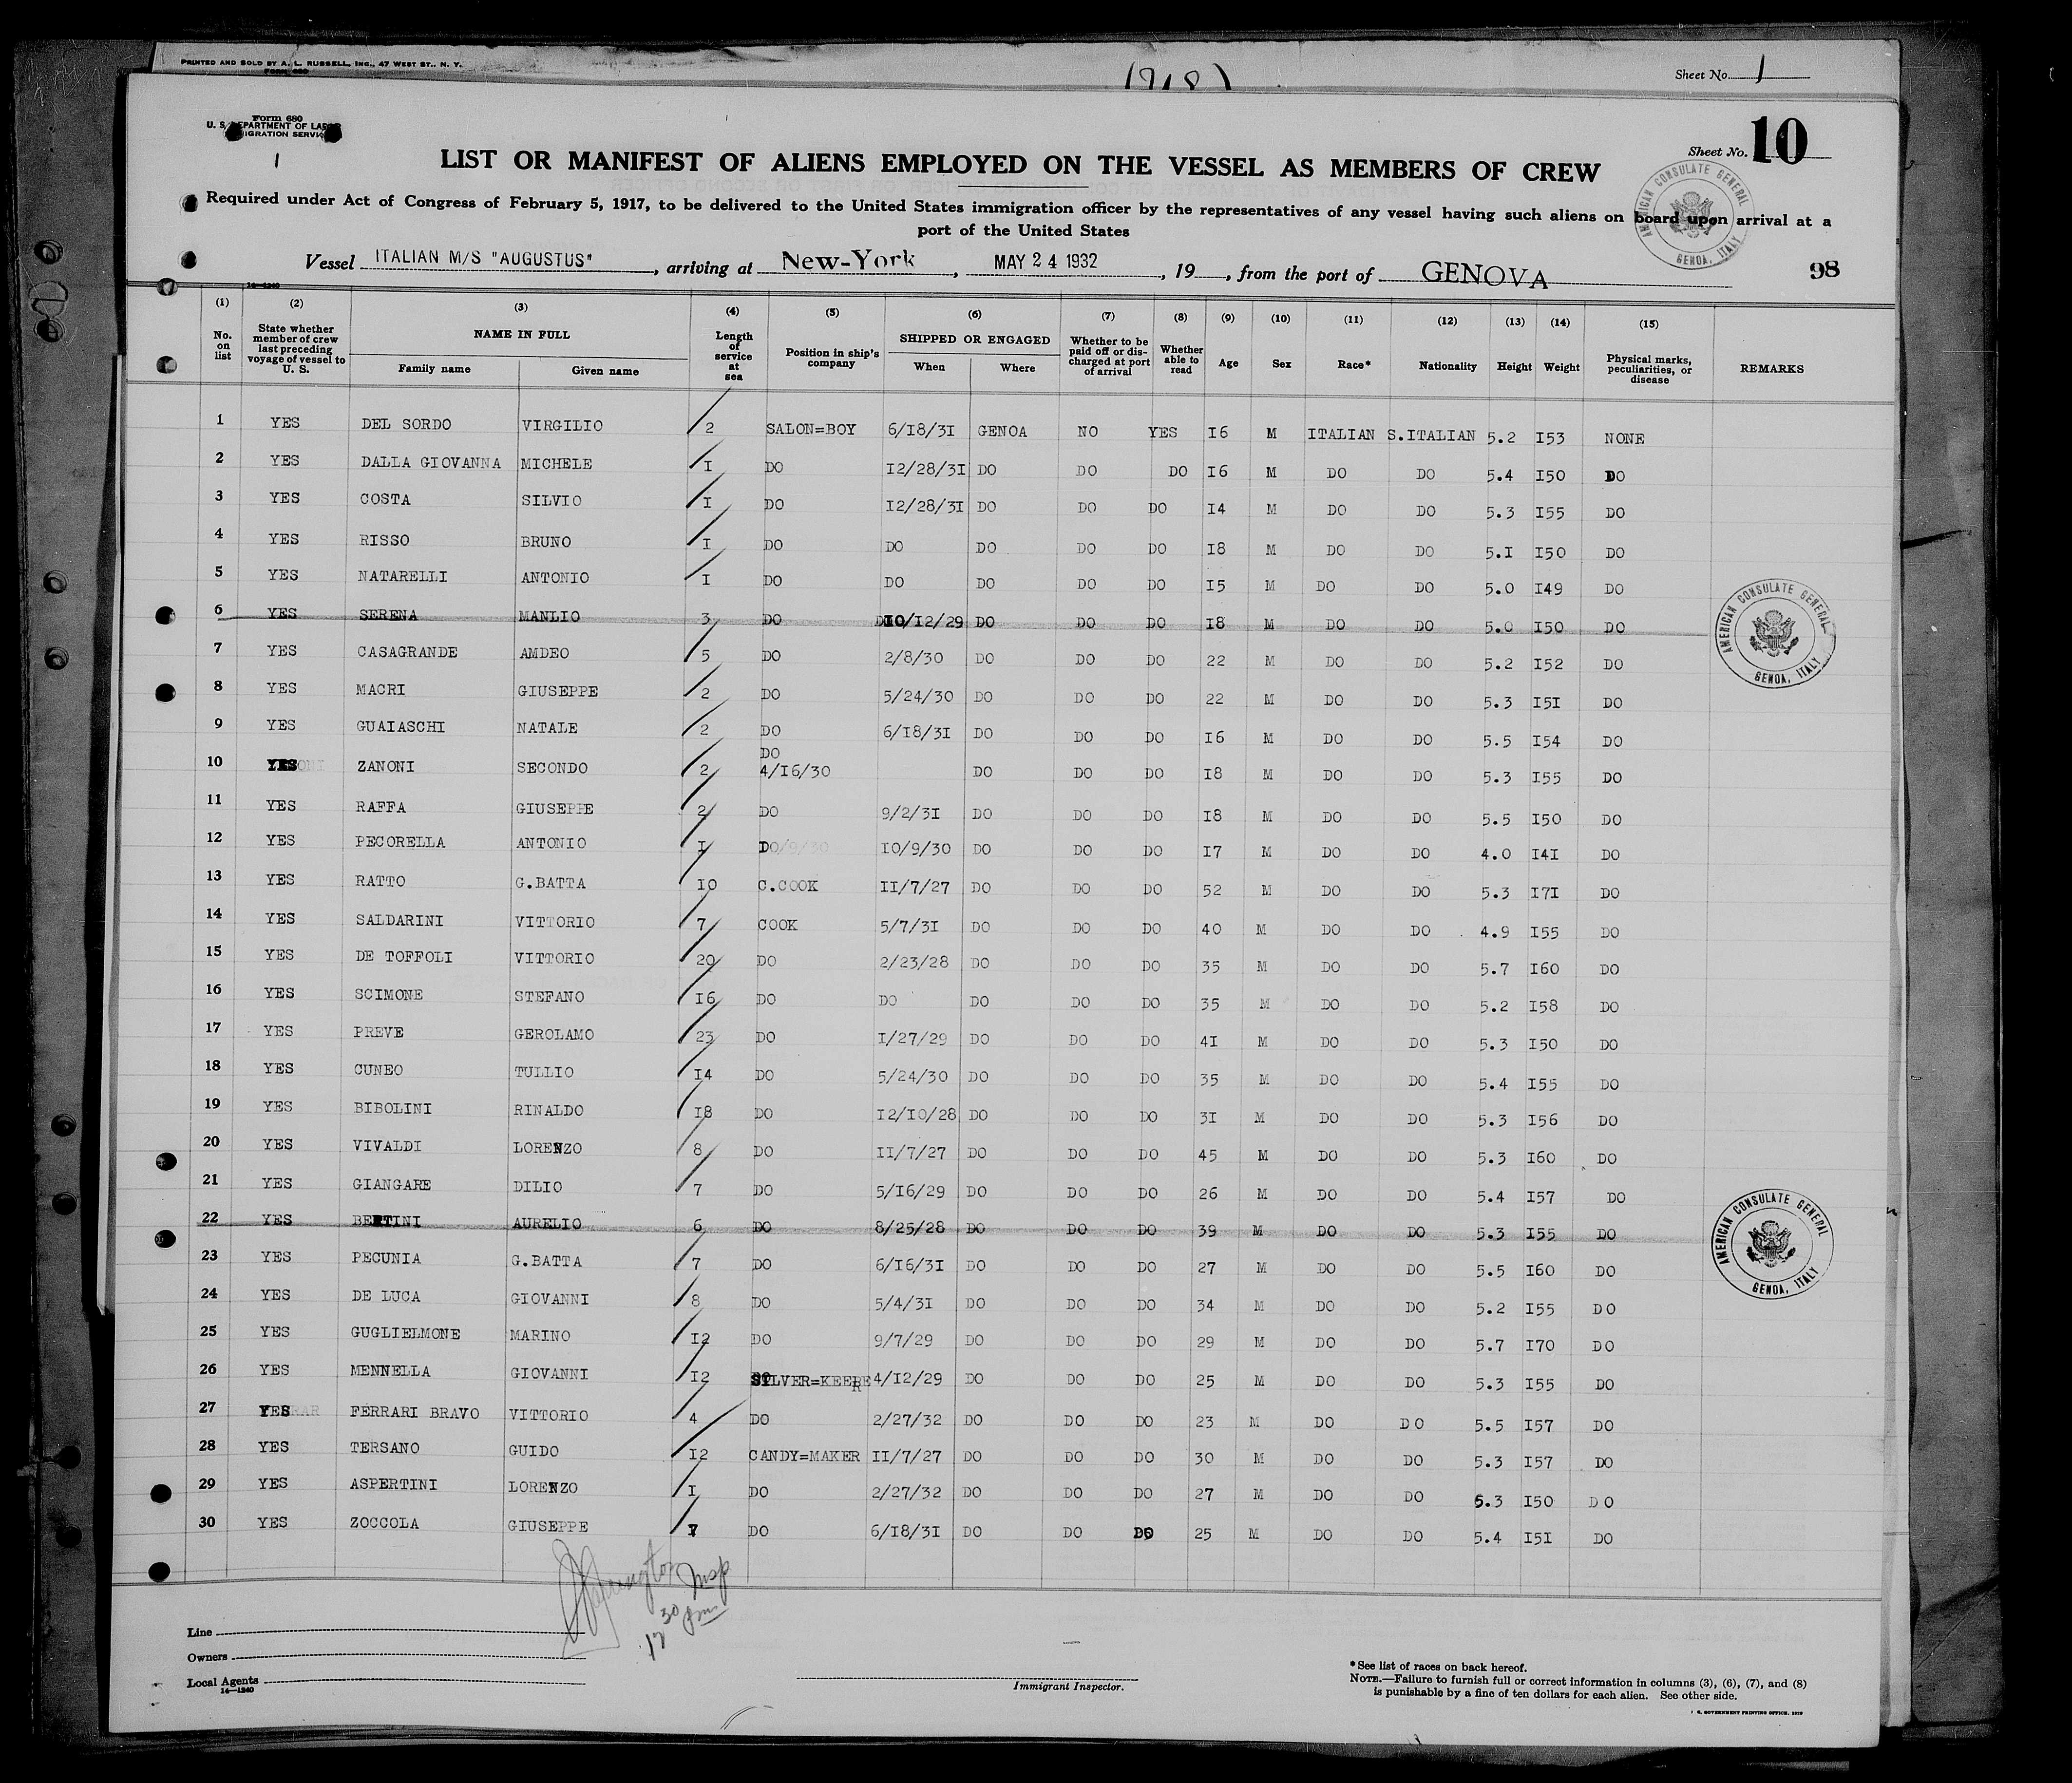 PRINTED AND SOLD BY A. L. RUSSELL, INC., 47 WEST ST., N. Y.
Sheet No. 1
Form 680
U. S. DEPARTMENT OF LABOR
IMMIGRATION SERVICE
1
Sheet No. 10
LIST OR MANIFEST OF ALIENS EMPLOYED ON THE VESSEL AS MEMBERS OF CREW
Required under Act of Congress of February 5, 1917, to be delivered to the United States immigration officer by the representatives of any vessel having such aliens on board upon arrival at a
port of the United States
AMERICAN CONSULATE GENERAL GENOA, ITALY
Vessel ITALIAN M/S "AUGUSTUS", arriving at New-York, MAY 24 1932, 19, from the port of GENOVA
98
14-1240
(1) (2) (3) (4) (5) (6) (7) (8) (9) (10) (11) (12) (13) (14) (15)
No. on list State whether member of crew last preceding voyage of vessel to U. S. NAME IN FULL Family name Given name Length of service at sea Position in ship's company SHIPPED OR ENGAGED When Where Whether to be paid off or discharged at port of arrival Whether able to read Age Sex Race* Nationality Height Weight Physical marks, peculiarities, or disease REMARKS
1 YES DEL SORDO VIRGILIO 2 SALON=BOY 6/18/31 GENOA NO YES 16 M ITALIAN S.ITALIAN 5.2 153 NONE
2 YES DALLA GIOVANNA MICHELE 1 DO 12/28/31 DO DO DO 16 M DO DO 5.4 150 DO
3 YES COSTA SILVIO 1 DO 12/28/31 DO DO DO 14 M DO DO 5.3 155 DO
4 YES RISSO BRUNO 1 DO DO DO DO DO 18 M DO DO 5.1 150 DO
5 YES NATARELLI ANTONIO 1 DO DO DO DO DO 15 M DO DO 5.0 149 DO
6 YES SERENA MANLIO 3 DO 10/12/29 DO DO DO 18 M DO DO 5.0 150 DO
7 YES CASAGRANDE AMDEO 5 DO 2/8/30 DO DO DO 22 M DO DO 5.2 152 DO
AMERICAN CONSULATE GENERAL GENOA, ITALY
8 YES MACRI GIUSEPPE 2 DO 5/24/30 DO DO DO 22 M DO DO 5.3 151 DO
9 YES GUAIASCHI NATALE 2 DO 6/18/31 DO DO DO 16 M DO DO 5.5 154 DO
10 YES ZANONI SECONDO 2 DO 4/16/30 DO DO DO 18 M DO DO 5.3 155 DO
11 YES RAFFA GIUSEPPE 2 DO 9/2/31 DO DO DO 18 M DO DO 5.5 150 DO
12 YES PECORELLA ANTONIO 1 DO 10/9/30 DO DO DO 17 M DO DO 4.0 141 DO
13 YES RATTO G.BATTA 10 C.COOK 11/7/27 DO DO DO 52 M DO DO 5.3 171 DO
14 YES SALDARINI VITTORIO 7 COOK 5/7/31 DO DO DO 40 M DO DO 4.9 155 DO
15 YES DE TOFFOLI VITTORIO 20 DO 2/23/28 DO DO DO 35 M DO DO 5.7 160 DO
16 YES SCIMONE STEFANO 16 DO DO DO DO DO 35 M DO DO 5.2 158 DO
17 YES PREVE GEROLAMO 23 DO 1/27/29 DO DO DO 41 M DO DO 5.3 150 DO
18 YES CUNEO TULLIO 14 DO 5/24/30 DO DO DO 35 M DO DO 5.4 155 DO
19 YES BIBOLINI RINALDO 18 DO 12/10/28 DO DO DO 31 M DO DO 5.3 156 DO
20 YES VIVALDI LORENZO 8 DO 11/7/27 DO DO DO 45 M DO DO 5.3 160 DO
21 YES GIANGARE DILIO 7 DO 5/16/29 DO DO DO 26 M DO DO 5.4 157 DO
22 YES BERTINI AURELIO 6 DO 8/25/28 DO DO DO 39 M DO DO 5.3 155 DO
AMERICAN CONSULATE GENERAL GENOA, ITALY
23 YES PECUNIA G.BATTA 7 DO 6/16/31 DO DO DO 27 M DO DO 5.5 160 DO
24 YES DE LUCA GIOVANNI 8 DO 5/4/31 DO DO DO 34 M DO DO 5.2 155 DO
25 YES GUGLIELMONE MARINO 12 DO 9/7/29 DO DO DO 29 M DO DO 5.7 170 DO
26 YES MENNELLA GIOVANNI 12 SILVER=KEEPER 4/12/29 DO DO DO 25 M DO DO 5.3 155 DO
27 YES FERRARI BRAVO VITTORIO 4 DO 2/27/32 DO DO DO 23 M DO DO 5.5 157 DO
28 YES TERSANO GUIDO 12 CANDY=MAKER 11/7/27 DO DO DO 30 M DO DO 5.3 157 DO
29 YES ASPERTINI LORENZO 1 DO 2/27/32 DO DO DO 27 M DO DO 5.3 150 DO
30 YES ZOCCOLA GIUSEPPE 7 DO 6/18/31 DO DO DO 25 M DO DO 5.4 151 DO
Insp
Line
Owners
Local Agents
14-1240
Immigrant Inspector.
*See list of races on back hereof.
NOTE.—Failure to furnish full or correct information in columns (3), (6), (7), and (8)
is punishable by a fine of ten dollars for each alien. See other side.